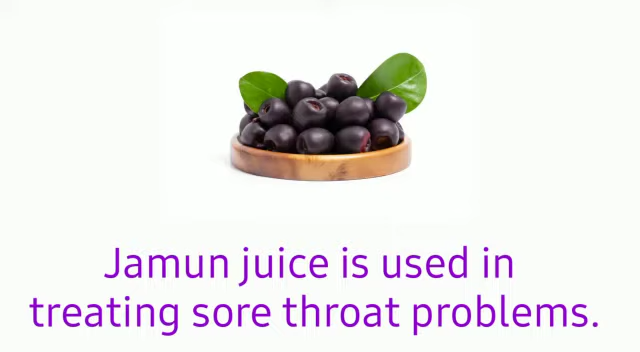 Jamun juice is used in
treating sore throat problems.